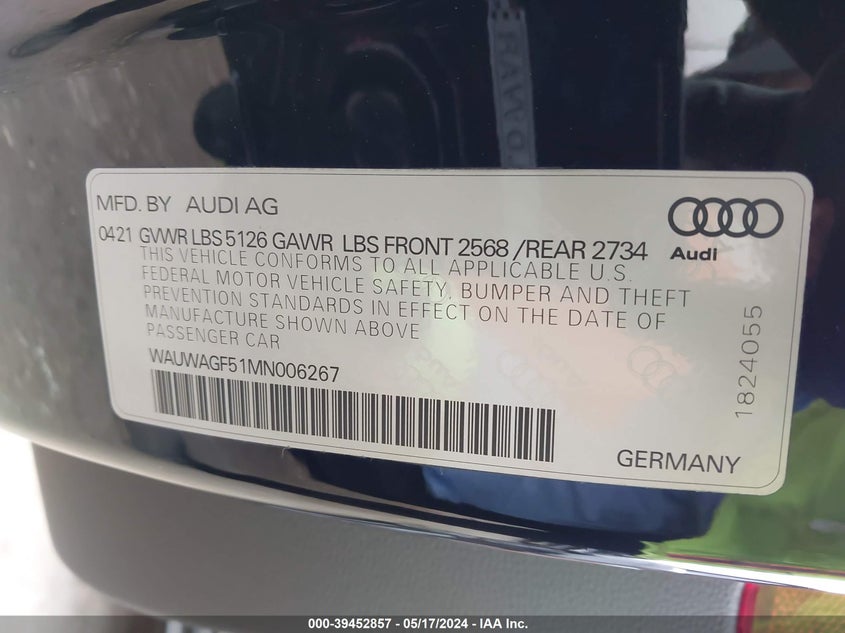 MFD. BY AUDI AG
0421 GVWR LBS 5126 GAWR LBS FRONT 2568 /REAR 2734
THIS VEHICLE CONFORMS TO ALL APPLICABLE U.S.
FEDERAL MOTOR VEHICLE SAFETY, BUMPER AND THEFT
PREVENTION STANDARDS IN EFFECT ON THE DATE OF
MANUFACTURE SHOWN ABOVE
PASSENGER CAR
WAUWAGF51MN006267
Audi
1824055
GERMANY
000-39452857 - 05/17/2024 - IAA Inc.